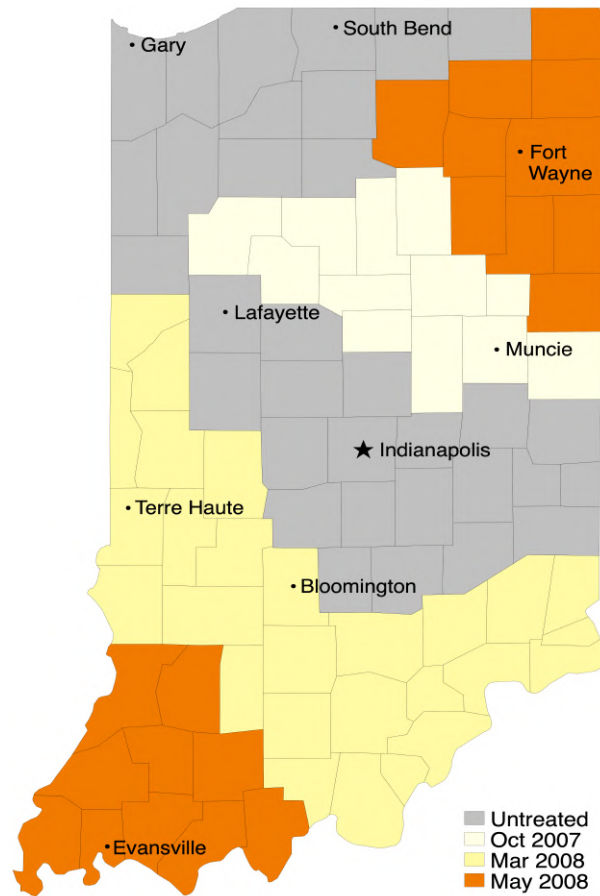 South Bend
Gary
Fort
Wayne
Lafayette
Muncie
Indianapolis
Terre Haute
Bloomington
Evansville
Untreated
Oct 2007
Mar 2008
May 2008